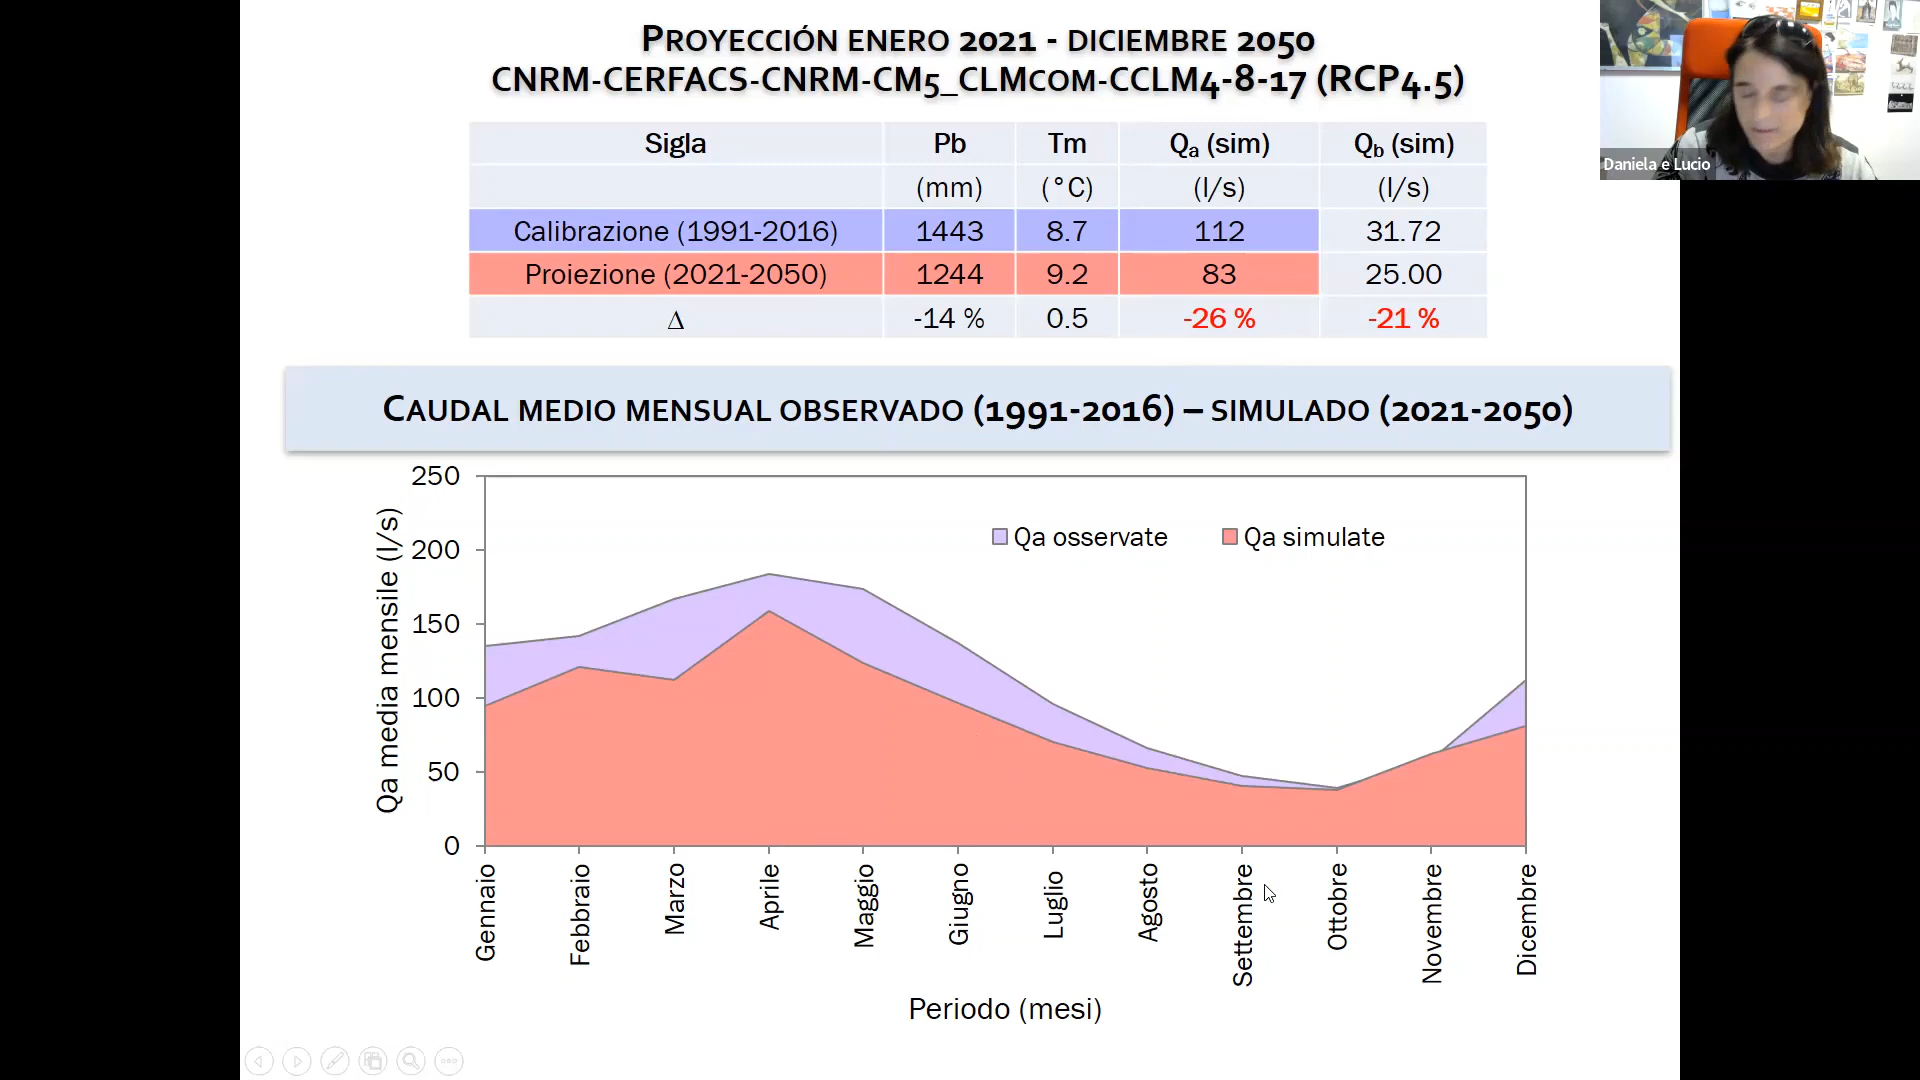 PROYECCIÓN ENERO 2021 - DICIEMBRE 2050
CNRM-CERFACS-CNRM-CM5_CLMCOM-CCLM4-8-17 (RCP4.5)
Sigla Pb Tm Qa (sim) Qb (sim)
(mm) (°C) (l/s) (l/s)
Calibrazione (1991-2016) 1443 8.7 112 31.72
Proiezione (2021-2050) 1244 9.2 83 25.00
Δ -14 % 0.5 -26 % -21 %
Daniela e Lucio
CAUDAL MEDIO MENSUAL OBSERVADO (1991-2016) – SIMULADO (2021-2050)
Qa media mensile (l/s)
250
200
150
100
50
0
Qa osservate Qa simulate
Gennaio
Febbraio
Marzo
Aprile
Maggio
Giugno
Luglio
Agosto
Settembre
Ottobre
Novembre
Dicembre
Periodo (mesi)